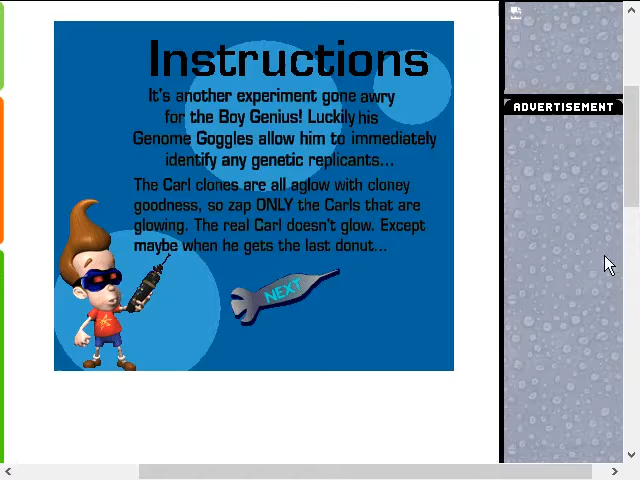 Instructions
It's another experiment gone awry
for the Boy Genius! Luckily his
Genome Goggles allow him to immediately
identify any genetic replicants...
The Carl clones are all aglow with cloney
goodness, so zap ONLY the Carls that are
glowing. The real Carl doesn't glow. Except
maybe when he gets the last donut...
NEXT
ADVERTISEMENT